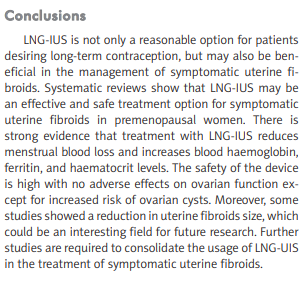 Conclusions
LNG-IUS is not only a reasonable option for patients
desiring long-term contraception, but may also be ben-
eficial in the management of symptomatic uterine fi-
broids. Systematic reviews show that LNG-IUS may be
an effective and safe treatment option for symptomatic
uterine fibroids in premenopausal women. There is
strong evidence that treatment with LNG-IUS reduces
menstrual blood loss and increases blood haemoglobin,
ferritin, and haematocrit levels. The safety of the device
is high with no adverse effects on ovarian function ex-
cept for increased risk of ovarian cysts. Moreover, some
studies showed a reduction in uterine fibroids size, which
could be an interesting field for future research. Further
studies are required to consolidate the usage of LNG-UIS
in the treatment of symptomatic uterine fibroids.